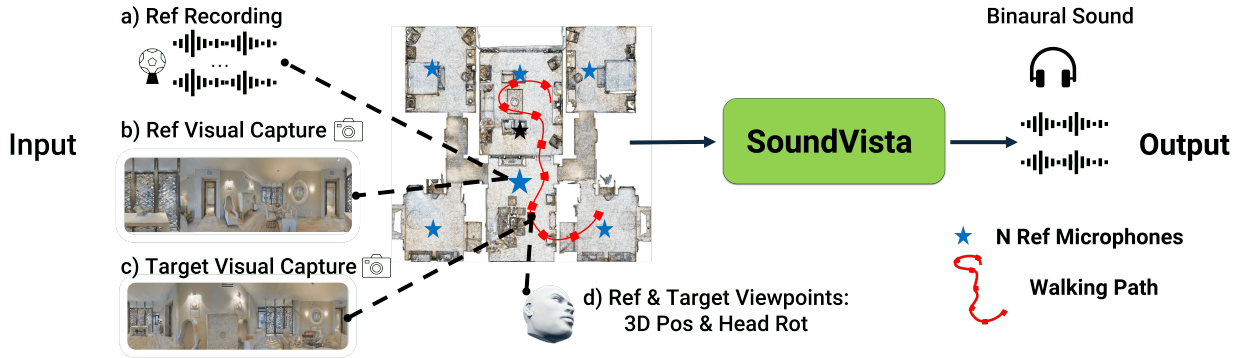 a) Ref Recording
...
b) Ref Visual Capture
Input
c) Target Visual Capture
d) Ref & Target Viewpoints:
3D Pos & Head Rot
SoundVista
Binaural Sound
Output
N Ref Microphones
Walking Path